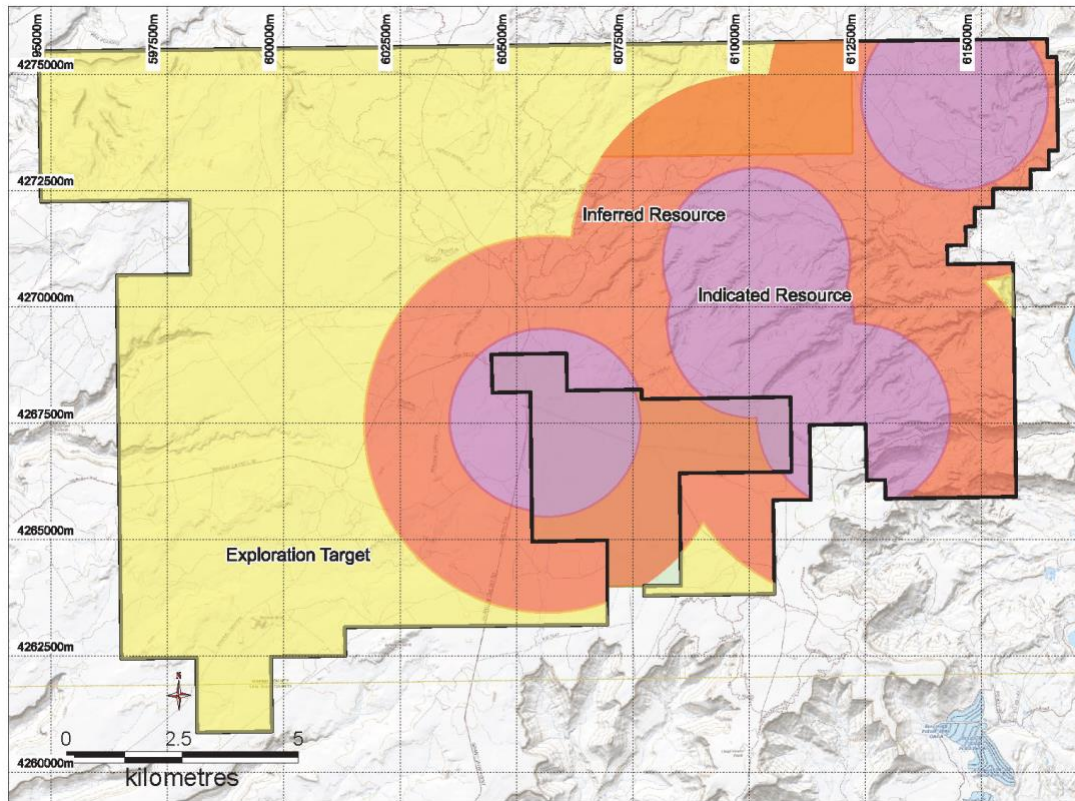 95000m
597500m
600000m
602500m
605000m
607500m
610000m
612500m
615000m
4275000m
4272500m
Inferred Resource
Indicated Resource
4270000m
4267500m
4265000m
Exploration Target
4262500m
N
0 2.5 5
kilometres
4260000m